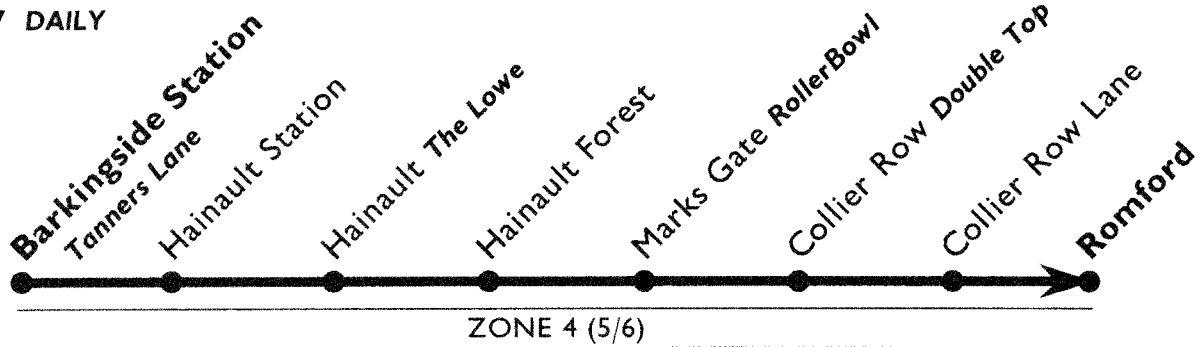 DAILY
Barkingside Station
Tanners Lane
Hainault Station
Hainault The Lowe
Hainault Forest
Marks Gate RollerBowl
Collier Row Double Top
Collier Row Lane
Romford
ZONE 4 (5/6)